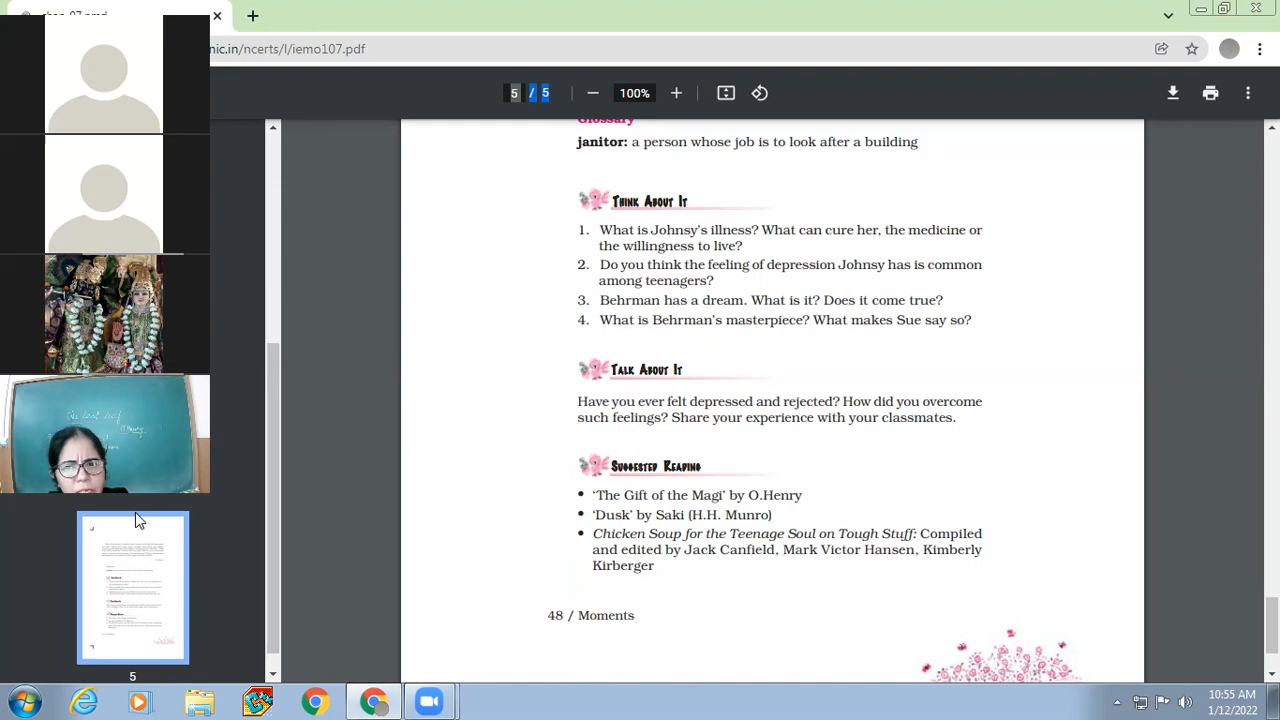 nic.in/ncerts/l/iemo107.pdf
5 / 5
100%
Glossary
janitor: a person whose job is to look after a building
Think About It
1. What is Johnsy's illness? What can cure her, the medicine or
the willingness to live?
2. Do you think the feeling of depression Johnsy has is common
among teenagers?
3. Behrman has a dream. What is it? Does it come true?
4. What is Behrman's masterpiece? What makes Sue say so?
Talk About It
Have you ever felt depressed and rejected? How did you overcome
such feelings? Share your experience with your classmates.
Suggested Reading
• 'The Gift of the Magi' by O.Henry
• 'Dusk' by Saki (H.H. Munro)
• Chicken Soup for the Teenage Soul on Tough Stuff: Compiled
and edited by Jack Canfield, Mark Victor Hansen, Kimberly
Kirberger
8 / Moments
The Last Leaf
O'Henry
5
10:55 AM
1/12/2022